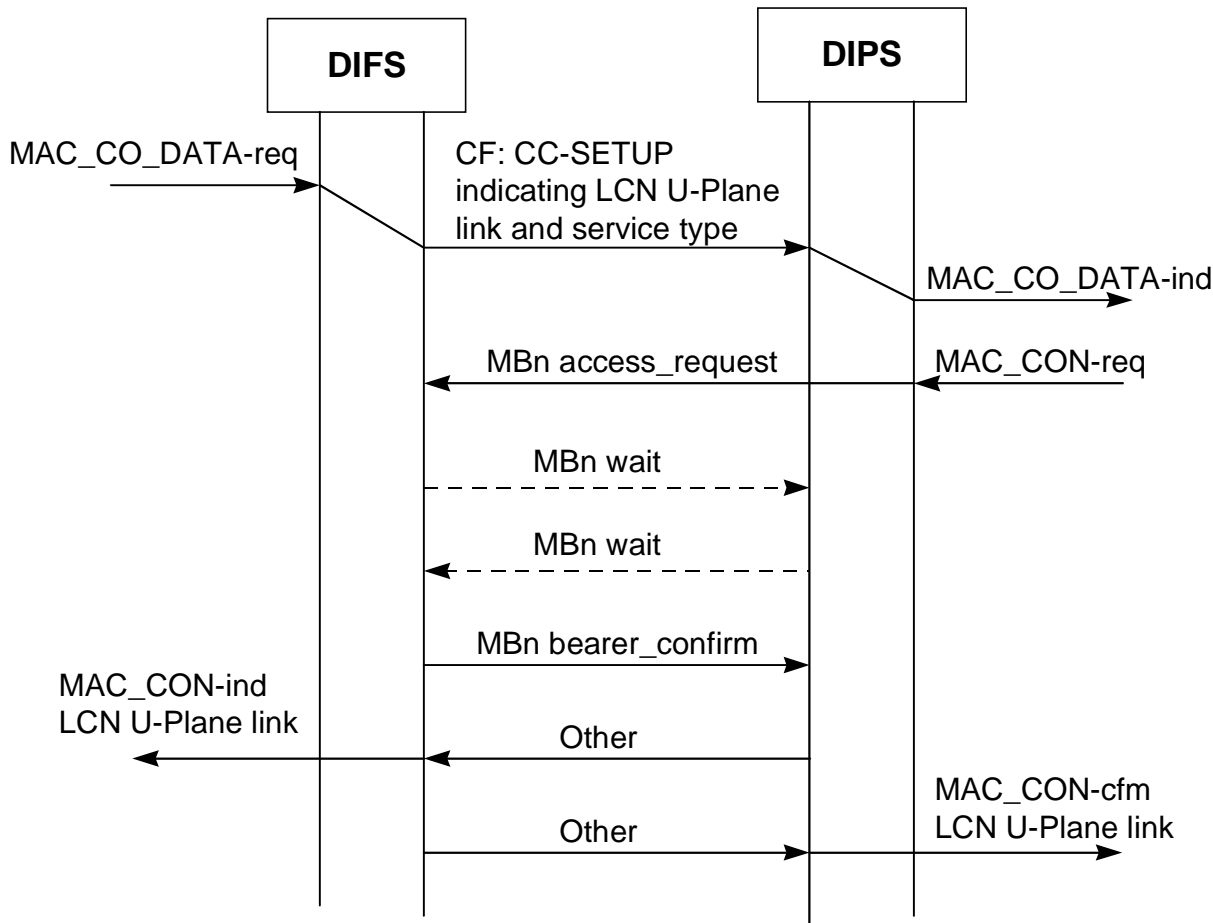 DIFS
DIPS
MAC_CO_DATA-req
CF: CC-SETUP
indicating LCN U-Plane
link and service type
MAC_CO_DATA-ind
MBn access_request
MAC_CON-req
MBn wait
MBn wait
MBn bearer_confirm
MAC_CON-ind
LCN U-Plane link
Other
MAC_CON-cfm
LCN U-Plane link
Other